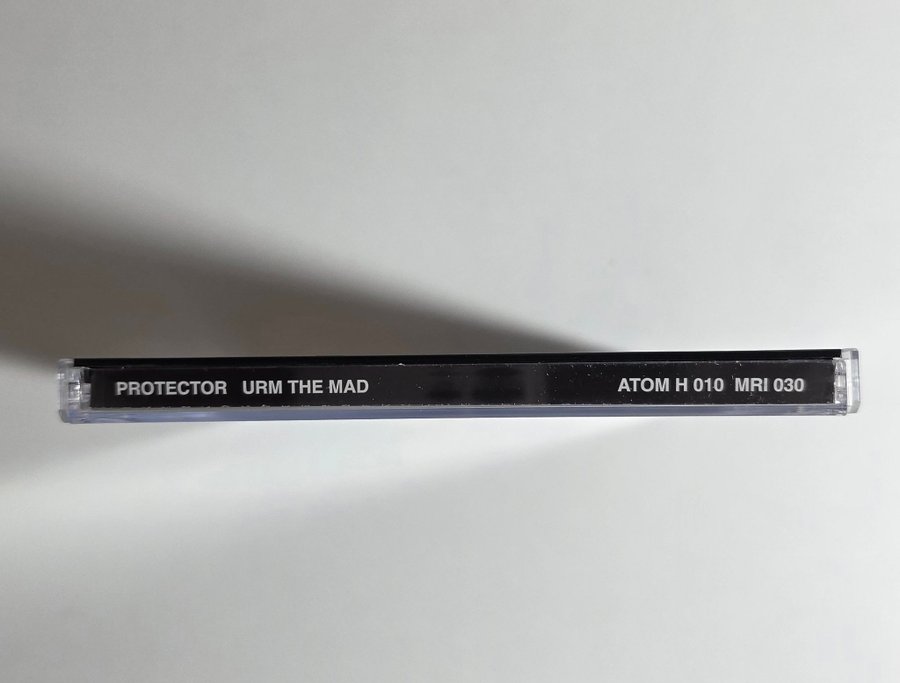 PROTECTOR URM THE MAD ATOM H 010 MRI 030